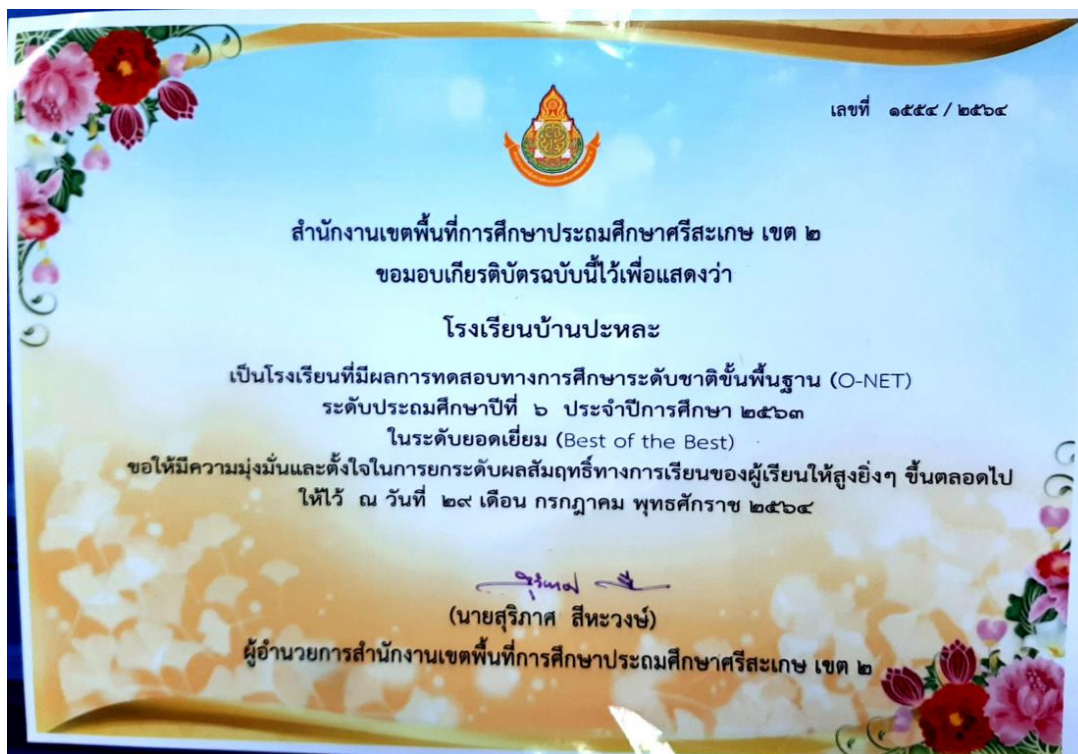 เลขที่ ๑๕๕๔ / ๒๕๖๔
สำนักงานเขตพื้นที่การศึกษาประถมศึกษาศรีสะเกษ เขต ๒
ขอมอบเกียรติบัตรฉบับนี้ไว้เพื่อแสดงว่า
โรงเรียนบ้านปะหละ
เป็นโรงเรียนที่มีผลการทดสอบทางการศึกษาระดับชาติขั้นพื้นฐาน (O-NET)
ระดับประถมศึกษาปีที่ ๖ ประจำปีการศึกษา ๒๕๖๓
ในระดับยอดเยี่ยม (Best of the Best)
ขอให้มีความมุ่งมั่นและตั้งใจในการยกระดับผลสัมฤทธิ์ทางการเรียนของผู้เรียนให้สูงยิ่งๆ ขึ้นตลอดไป
ให้ไว้ ณ วันที่ ๒๙ เดือน กรกฎาคม พุทธศักราช ๒๕๖๔
(นายสุริภาศ สีหะวงษ์)
ผู้อำนวยการสำนักงานเขตพื้นที่การศึกษาประถมศึกษาศรีสะเกษ เขต ๒